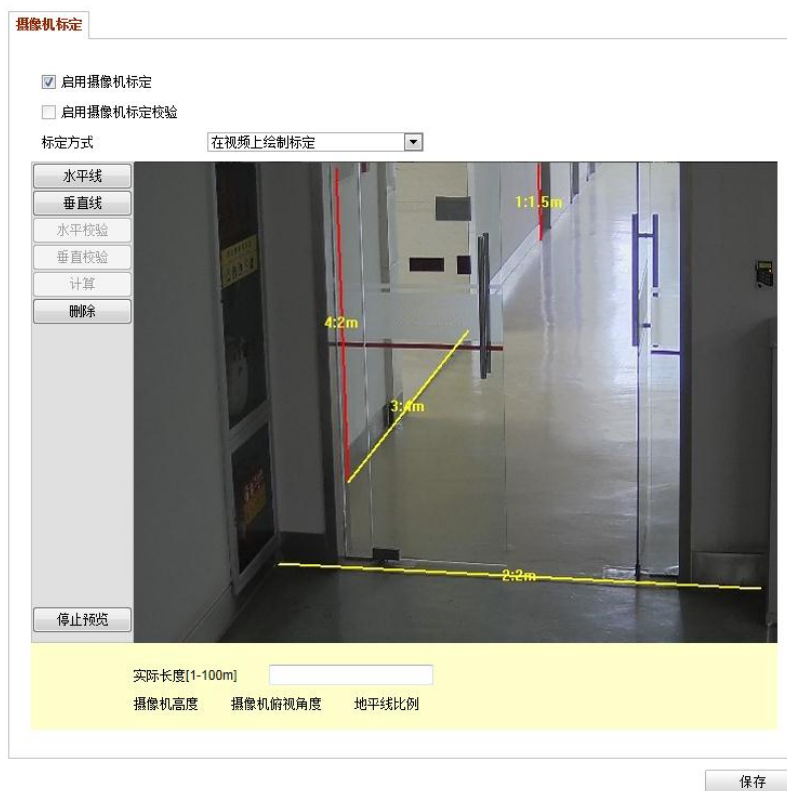 摄像机标定
启用摄像机标定
启用摄像机标定校验
标定方式 在视频上绘制标定
水平线
垂直线
水平校验
垂直校验
计算
删除
1:1.5m
4:2m
3:4m
2:2m
停止预览
实际长度[1-100m]
摄像机高度 摄像机俯视角度 地平线比例
保存